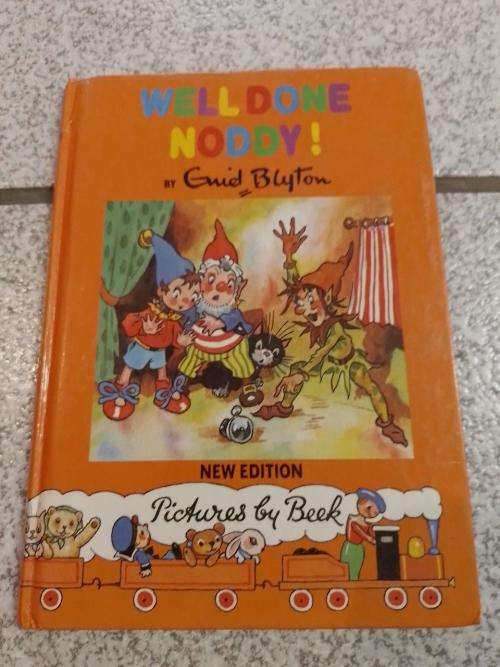 WELL DONE
NODDY!
BY Enid Blyton
NEW EDITION
Pictures by Beek